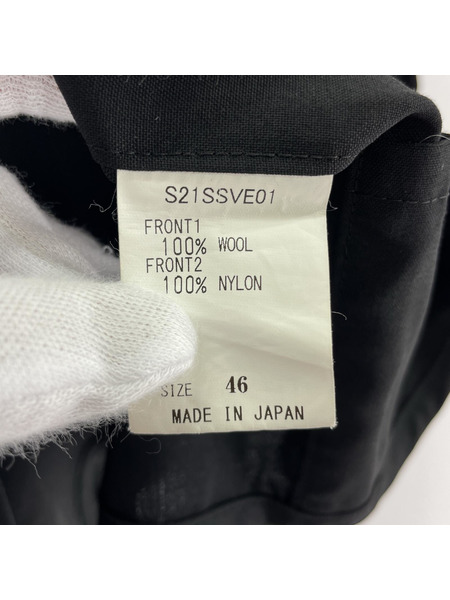 S21SSVE01
FRONT1
100% WOOL
FRONT2
100% NYLON
SIZE 46
MADE IN JAPAN